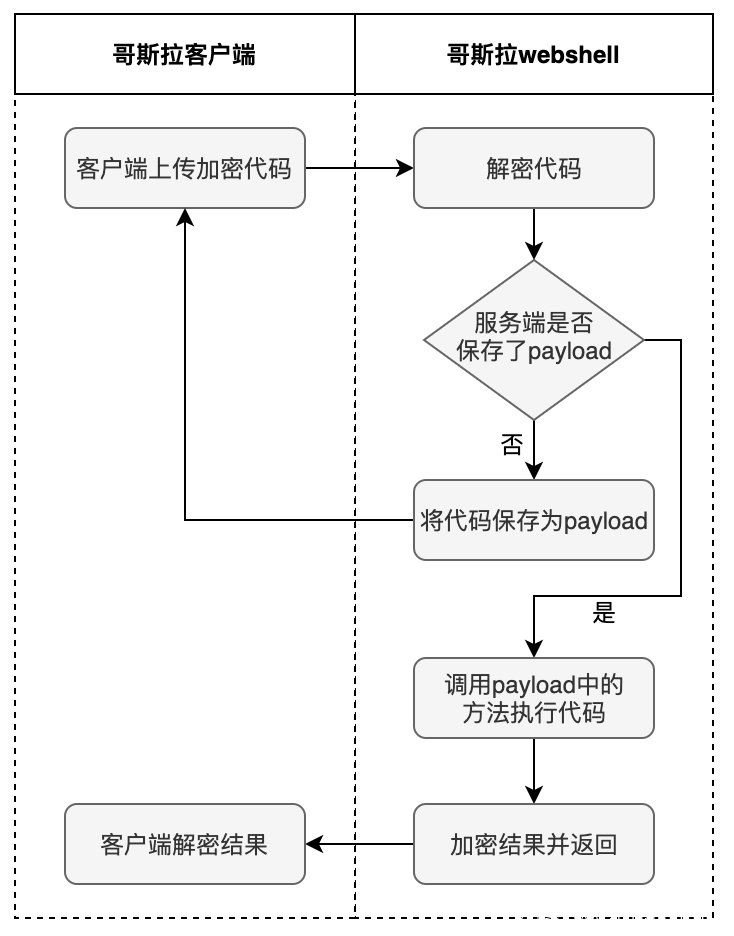 哥斯拉客户端
哥斯拉webshell
客户端上传加密代码
解密代码
服务端是否
保存了payload
否
将代码保存为payload
是
调用payload中的
方法执行代码
客户端解密结果
加密结果并返回